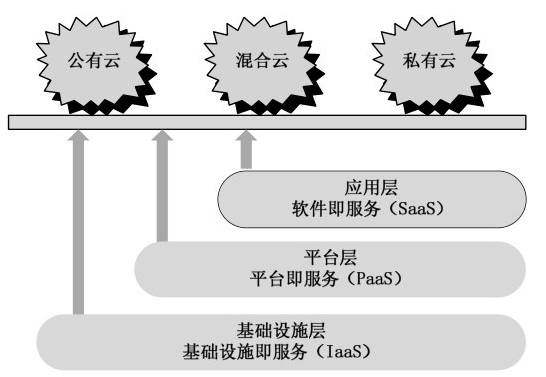 公有云
混合云
私有云
应用层
软件即服务（SaaS）
平台层
平台即服务（PaaS）
基础设施层
基础设施即服务（IaaS）